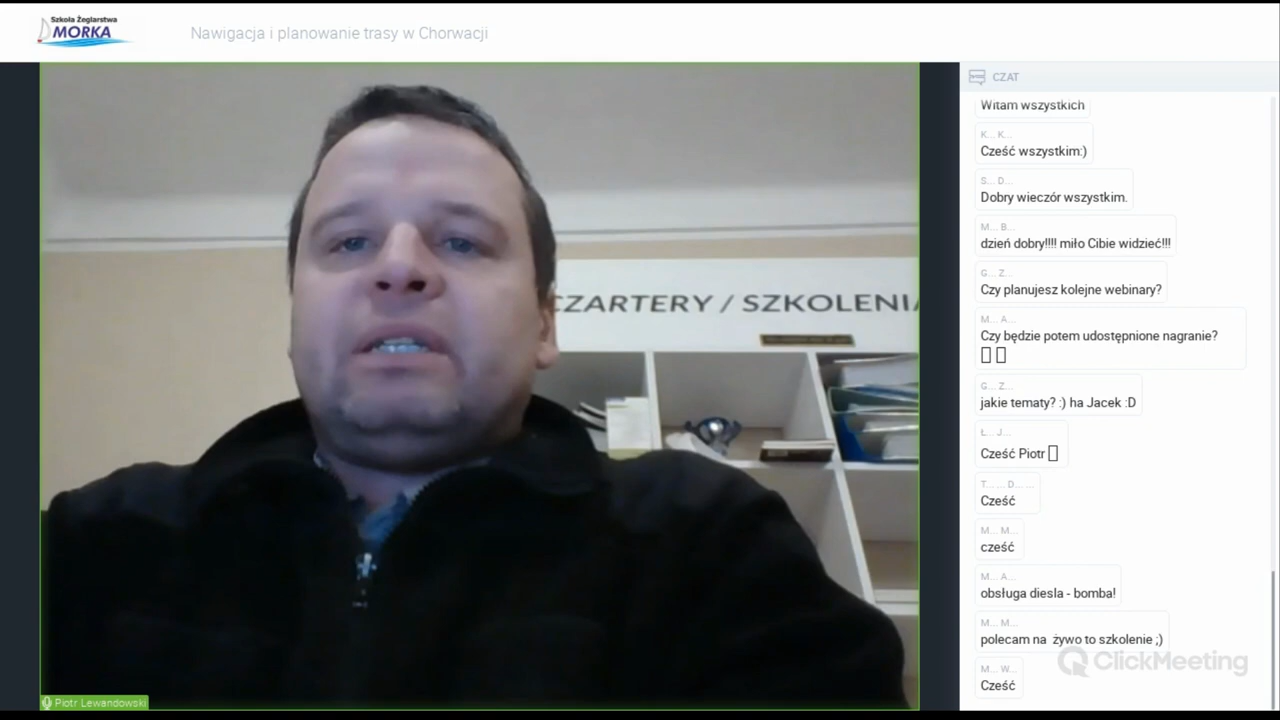 Szkoła Żeglarstwa
MORKA
Nawigacja i planowanie trasy w Chorwacji
CZARTERY / SZKOLENIA
Piotr Lewandowski
CZAT
Witam wszystkich
K... K...
Cześć wszystkim:)
S... D...
Dobry wieczór wszystkim.
M... B...
dzień dobry!!!! miło Cibie widzieć!!!
G... Z...
Czy planujesz kolejne webinary?
M... A...
Czy będzie potem udostępnione nagranie?
G... Z...
jakie tematy? :) ha Jacek :D
Ł... J...
Cześć Piotr
T... ... D... ...
Cześć
M... M...
cześć
M... A...
obsługa diesla - bomba!
M... M...
polecam na żywo to szkolenie ;)
M... W...
Cześć
ClickMeeting